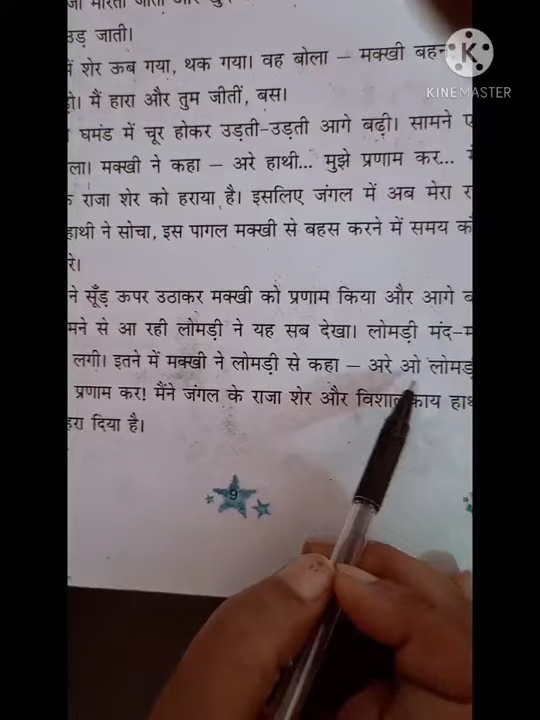 उड़ जाती।
शेर ऊब गया, थक गया। वह बोला – मक्खी बहन
मैं हारा और तुम जीतीं, बस।
घमंड में चूर होकर उड़ती-उड़ती आगे बढ़ी। सामने
मक्खी ने कहा – अरे हाथी... मुझे प्रणाम कर...
राजा शेर को हराया है। इसलिए जंगल में अब मेरा
हाथी ने सोचा, इस पागल मक्खी से बहस करने में समय
ने सूँड़ ऊपर उठाकर मक्खी को प्रणाम किया और आगे
से आ रही लोमड़ी ने यह सब देखा। लोमड़ी मंद-
लगी। इतने में मक्खी ने लोमड़ी से कहा – अरे ओ लोमड़
प्रणाम कर! मैंने जंगल के राजा शेर और विशालकाय
दिया है।
9
KINEMASTER